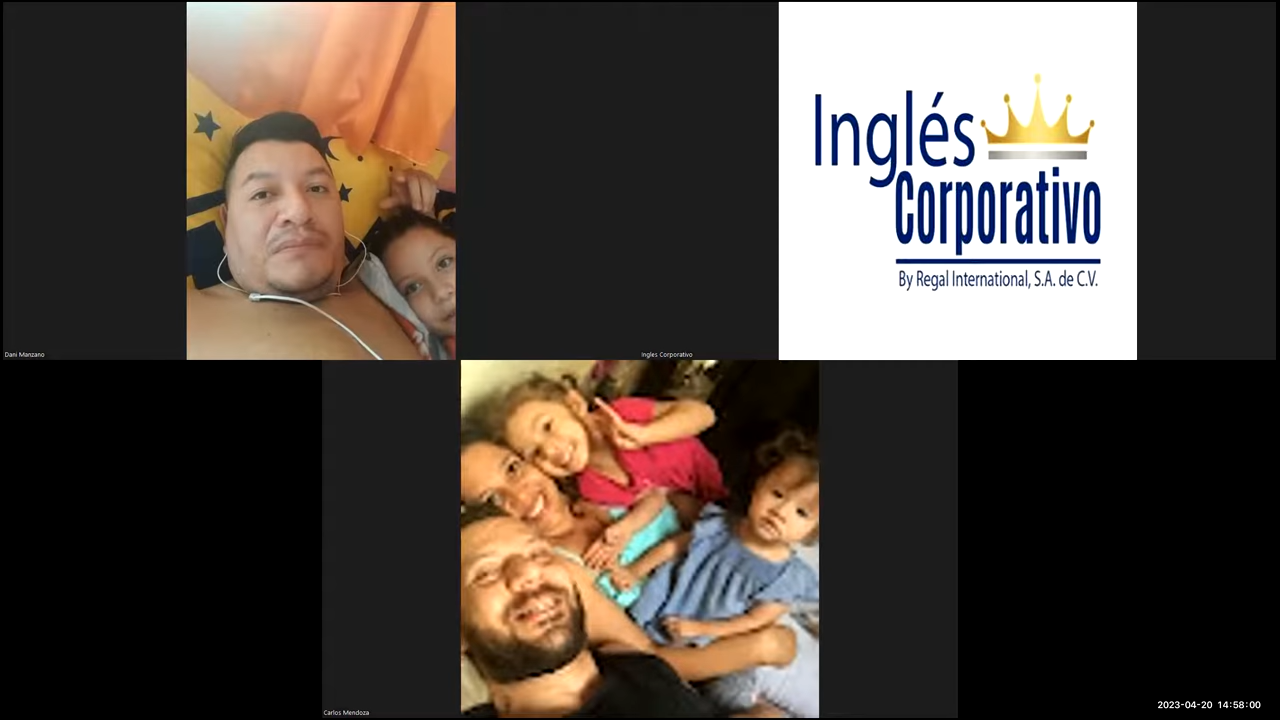 Inglés
Corporativo
By Regal International, S.A. de C.V.
Dani Manzano
Ingles Corporativo
Carlos Mendoza
2023-04-20 14:58:00